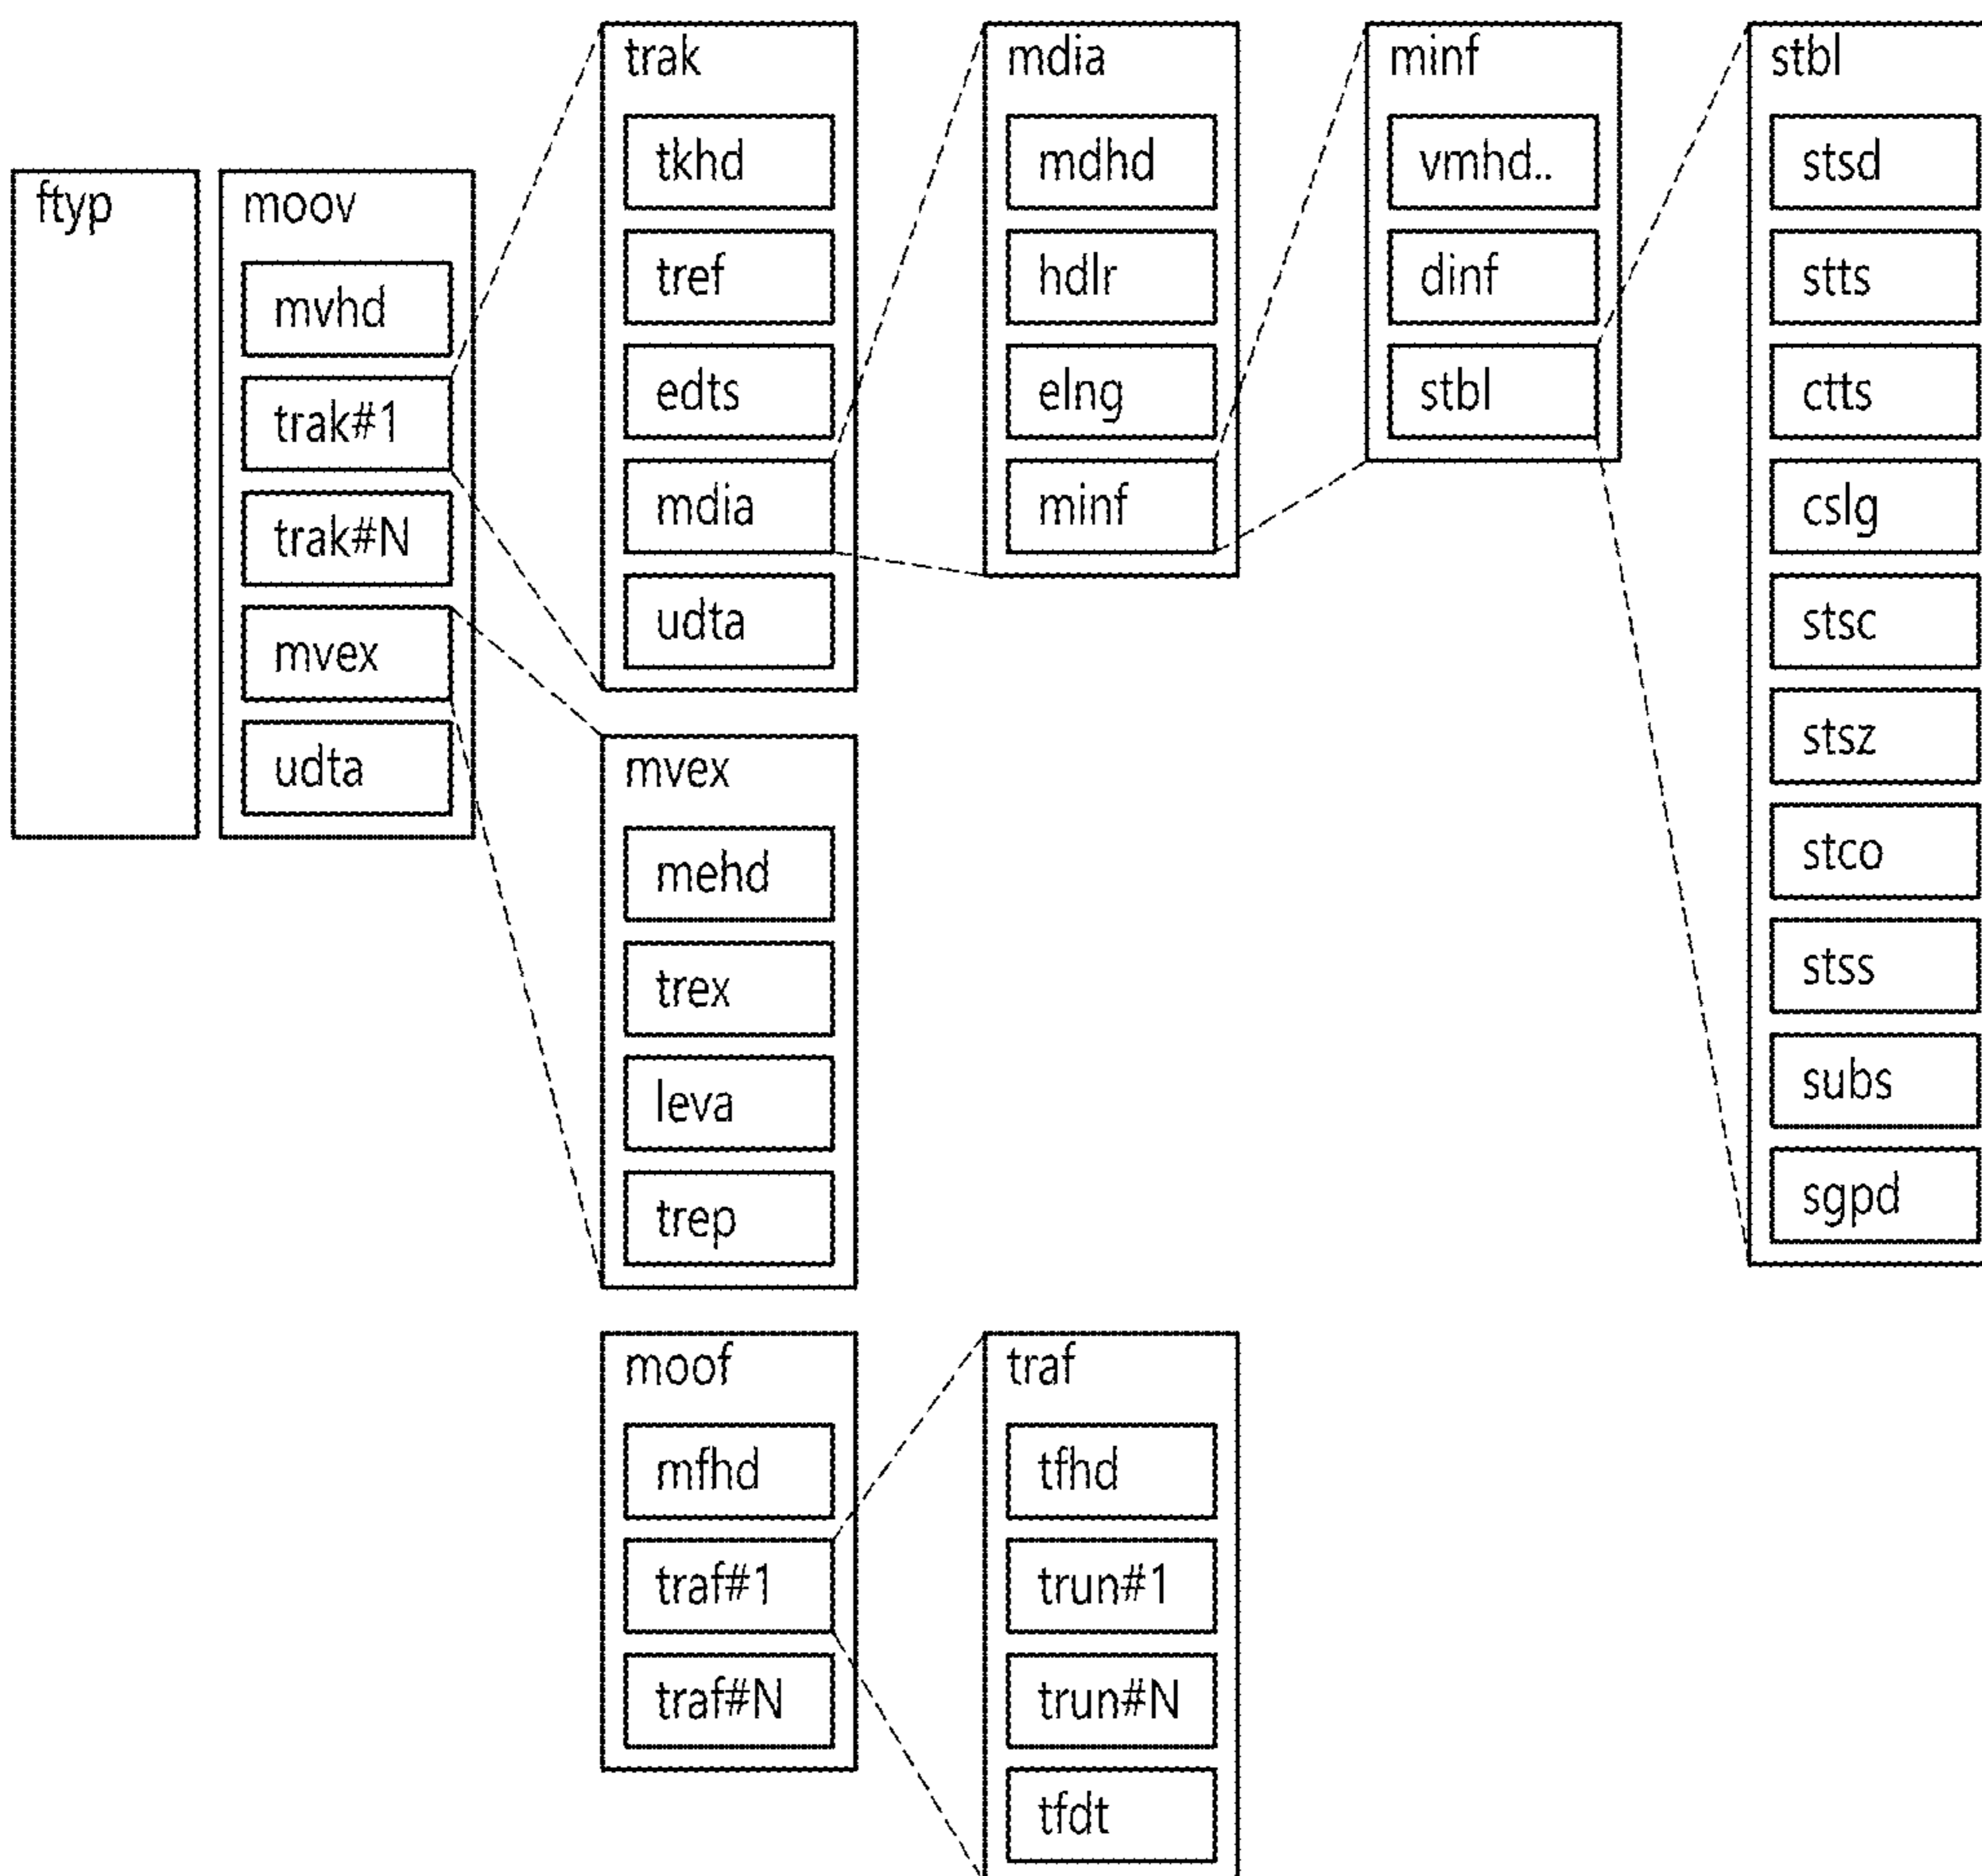 ftyp
moov
mvhd
trak#1
trak#N
mvex
udta
trak
tkhd
tref
edts
mdia
udta
mdia
mdhd
hdlr
elng
minf
minf
vmhd..
dinf
stbl
stbl
stsd
stts
ctts
cslg
stsc
stsz
stco
stss
subs
sgpd
mvex
mehd
trex
leva
trep
moof
mfhd
traf#1
traf#N
traf
tfhd
trun#1
trun#N
tfdt